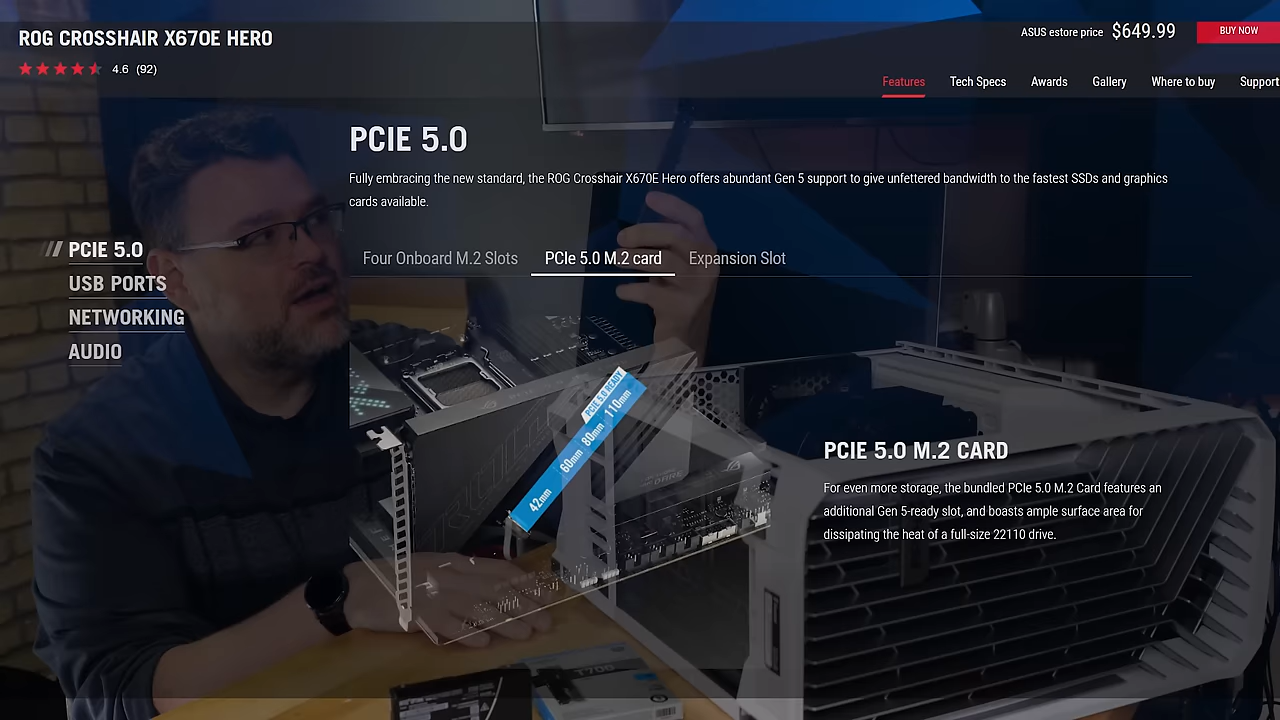 ROG CROSSHAIR X670E HERO
4.6 (92)
ASUS estore price $649.99
BUY NOW
Features Tech Specs Awards Gallery Where to buy Support
PCIE 5.0
Fully embracing the new standard, the ROG Crosshair X670E Hero offers abundant Gen 5 support to give unfettered bandwidth to the fastest SSDs and graphics
cards available.
PCIE 5.0
USB PORTS
NETWORKING
AUDIO
Four Onboard M.2 Slots PCIe 5.0 M.2 card Expansion Slot
PCIE 5.0 READY
110mm
80mm
60mm
42mm
PCIE 5.0 M.2 CARD
For even more storage, the bundled PCIe 5.0 M.2 Card features an
additional Gen 5-ready slot, and boasts ample surface area for
dissipating the heat of a full-size 22110 drive.
T700